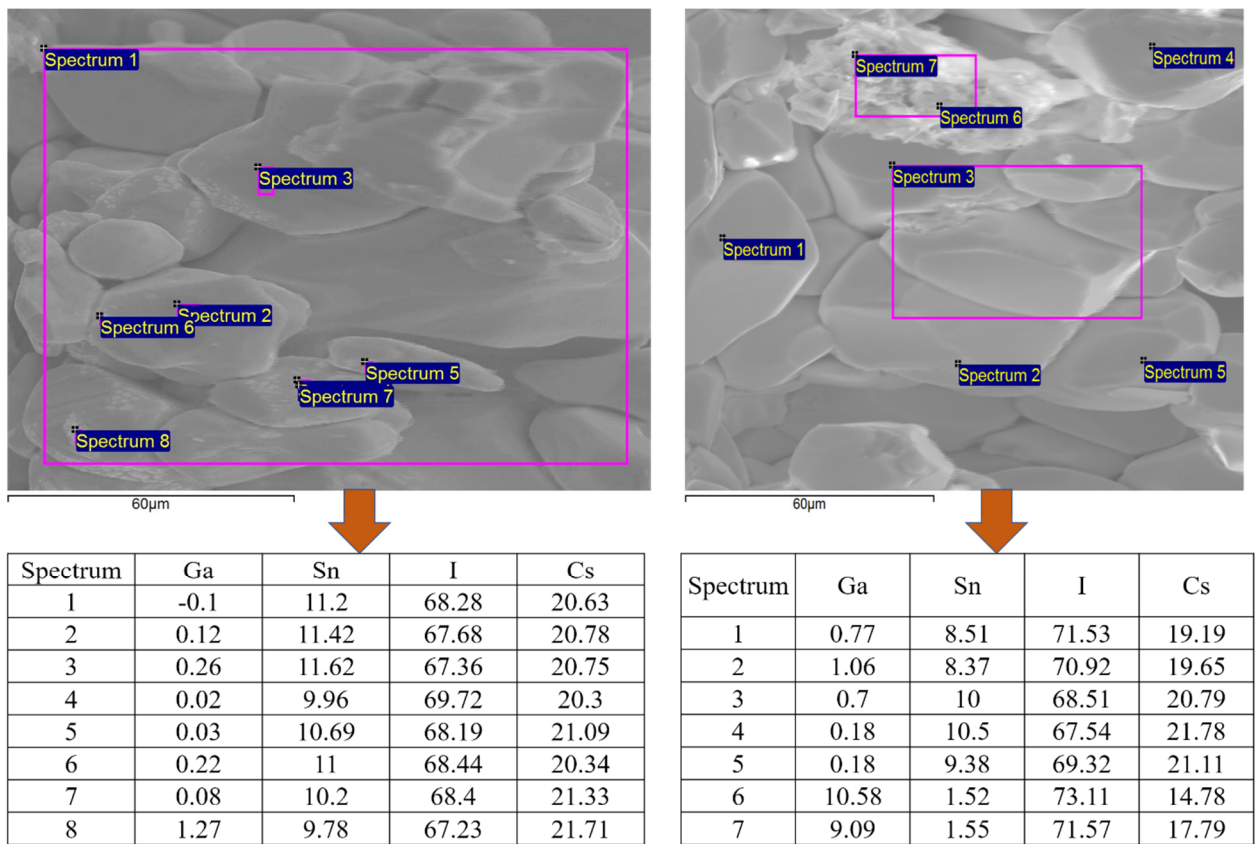 Spectrum 1
Spectrum 3
Spectrum 2
Spectrum 6
Spectrum 5
Spectrum 7
Spectrum 8
60µm
Spectrum 7
Spectrum 4
Spectrum 6
Spectrum 3
Spectrum 1
Spectrum 2
Spectrum 5
60µm
Spectrum Ga Sn I Cs
1 -0.1 11.2 68.28 20.63
2 0.12 11.42 67.68 20.78
3 0.26 11.62 67.36 20.75
4 0.02 9.96 69.72 20.3
5 0.03 10.69 68.19 21.09
6 0.22 11 68.44 20.34
7 0.08 10.2 68.4 21.33
8 1.27 9.78 67.23 21.71
Spectrum Ga Sn I Cs
1 0.77 8.51 71.53 19.19
2 1.06 8.37 70.92 19.65
3 0.7 10 68.51 20.79
4 0.18 10.5 67.54 21.78
5 0.18 9.38 69.32 21.11
6 10.58 1.52 73.11 14.78
7 9.09 1.55 71.57 17.79